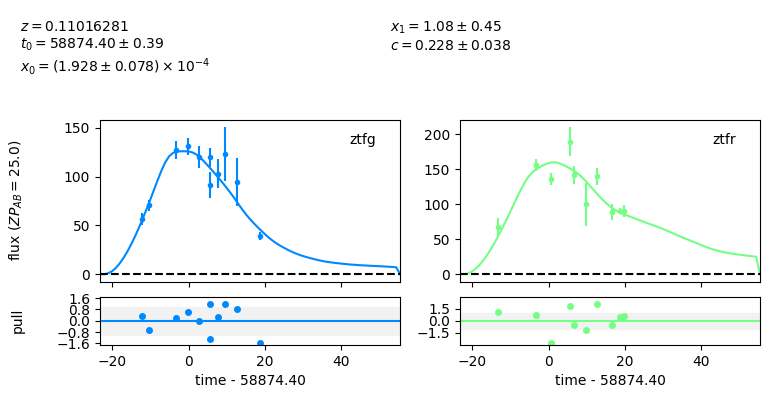 z = 0.11016281
t₀ = 58874.40 ± 0.39
x₀ = (1.928 ± 0.078) × 10⁻⁴
x₁ = 1.08 ± 0.45
c = 0.228 ± 0.038
flux (ZP_AB = 25.0)
150
100
50
0
ztfg
200
150
100
50
0
ztfr
pull
1.6
0.8
0.0
−0.8
−1.6
−20
0
20
40
time - 58874.40
1.5
0.0
−1.5
−20
0
20
40
time - 58874.40